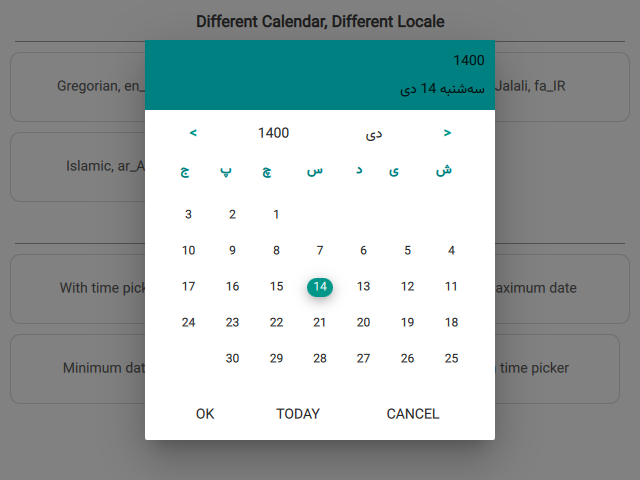 Different Calendar, Different Locale
Gregorian, en_
Jalali, fa_IR
Islamic, ar_A
With time pick
aximum date
Minimum dat
time picker
1400
سه‌شنبه 14 دی
< دی 1400 >
ش ی د س چ پ ج
1 2 3
4 5 6 7 8 9 10
11 12 13 14 15 16 17
18 19 20 21 22 23 24
25 26 27 28 29 30
OK TODAY CANCEL